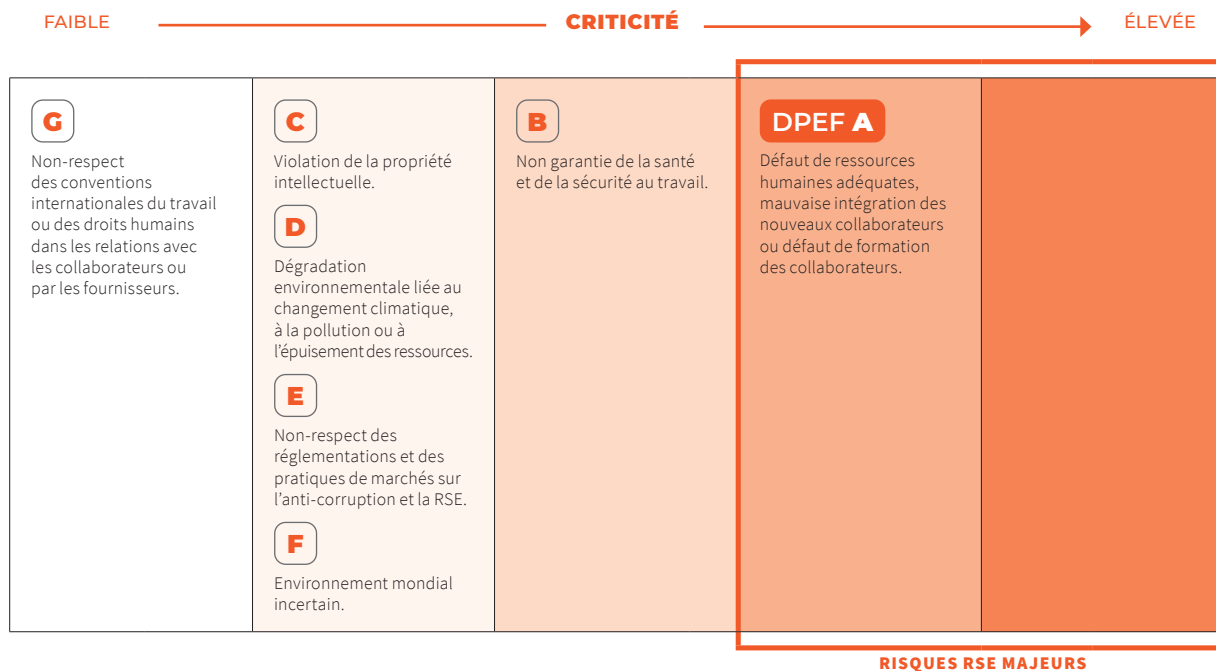 FAIBLE
CRITICITÉ
ÉLEVÉE
G
Non-respect
des conventions
internationales du travail
ou des droits humains
dans les relations avec
les collaborateurs ou
par les fournisseurs.
C
Violation de la propriété
intellectuelle.
D
Dégradation
environnementale liée au
changement climatique,
à la pollution ou à
l’épuisement des ressources.
E
Non-respect des
réglementations et des
pratiques de marchés sur
l’anti-corruption et la RSE.
F
Environnement mondial
incertain.
B
Non garantie de la santé
et de la sécurité au travail.
DPEF A
Défaut de ressources
humaines adéquates,
mauvaise intégration des
nouveaux collaborateurs
ou défaut de formation
des collaborateurs.
RISQUES RSE MAJEURS